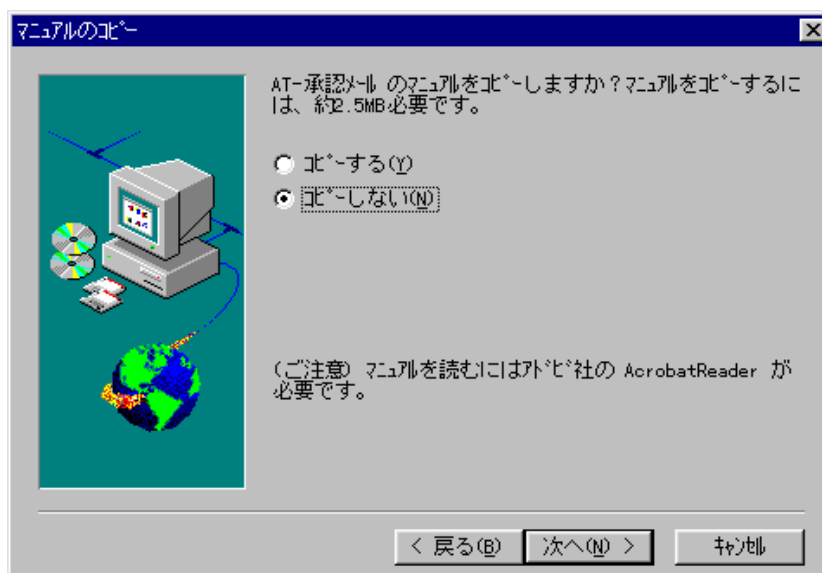 ﾏﾆｭｱﾙのｺﾋﾟｰ
AT-承認ﾒｰﾙ のﾏﾆｭｱﾙをｺﾋﾟｰしますか？ﾏﾆｭｱﾙをｺﾋﾟｰするに
は、約2.5MB必要です。
ｺﾋﾟｰする(Y)
ｺﾋﾟｰしない(N)
(ご注意) ﾏﾆｭｱﾙを読むにはｱﾄﾞﾋﾞ社の AcrobatReader が
必要です。
< 戻る(B)
次へ(N) >
ｷｬﾝｾﾙ